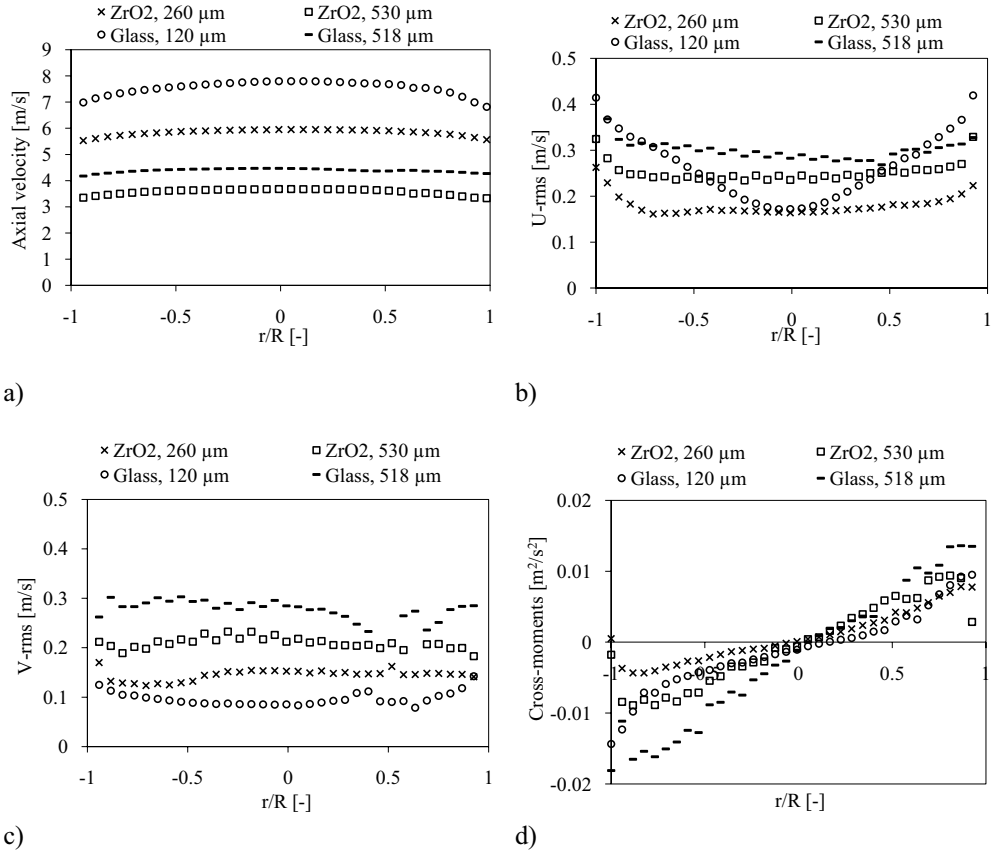 × ZrO2, 260 µm □ ZrO2, 530 µm
○ Glass, 120 µm – Glass, 518 µm
9
8
7
6
5
4
3
2
1
0
Axial velocity [m/s]
-1 -0.5 0 0.5 1
r/R [-]
a)
× ZrO2, 260 µm □ ZrO2, 530 µm
○ Glass, 120 µm – Glass, 518 µm
0.5
0.4
0.3
0.2
0.1
0
U-rms [m/s]
-1 -0.5 0 0.5 1
r/R [-]
b)
× ZrO2, 260 µm □ ZrO2, 530 µm
○ Glass, 120 µm – Glass, 518 µm
0.5
0.4
0.3
0.2
0.1
0
V-rms [m/s]
-1 -0.5 0 0.5 1
r/R [-]
c)
× ZrO2, 260 µm □ ZrO2, 530 µm
○ Glass, 120 µm – Glass, 518 µm
0.02
0.01
0
-0.01
-0.02
Cross-moments [m²/s²]
-1 -0.5 0 0.5 1
r/R [-]
d)